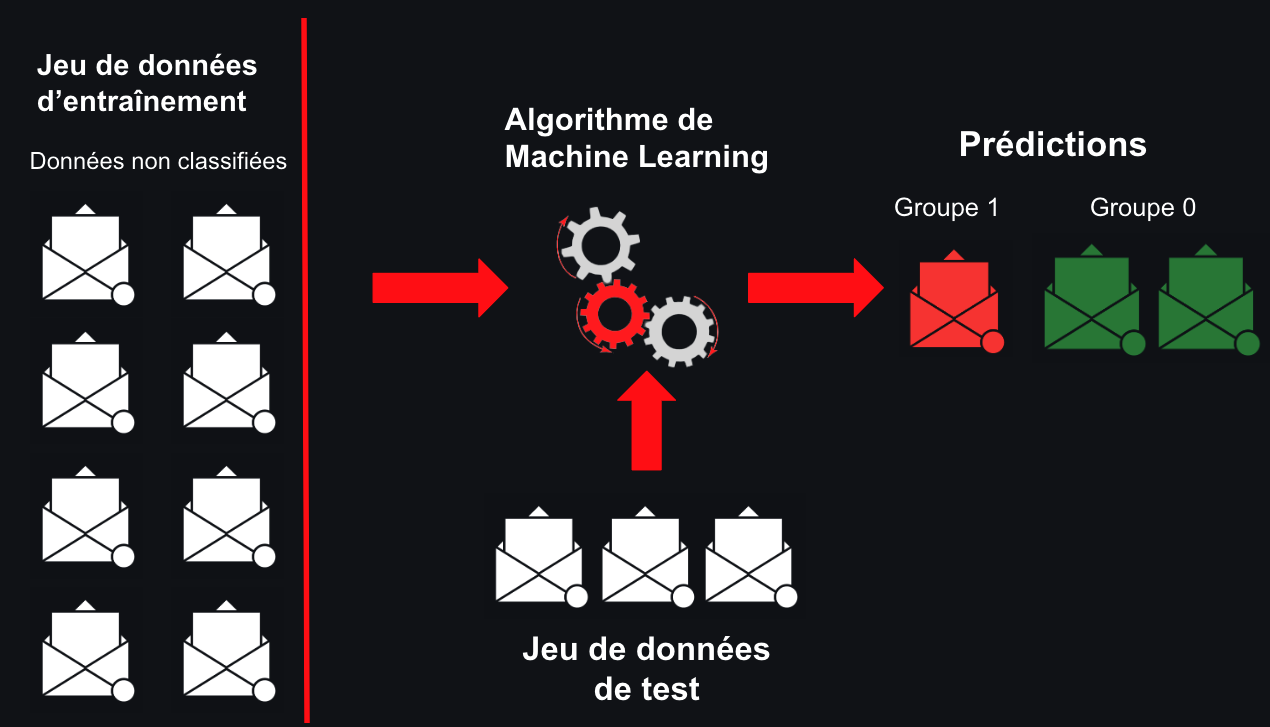 Jeu de données
d’entraînement
Données non classifiées
Algorithme de
Machine Learning
Prédictions
Groupe 1
Groupe 0
Jeu de données
de test